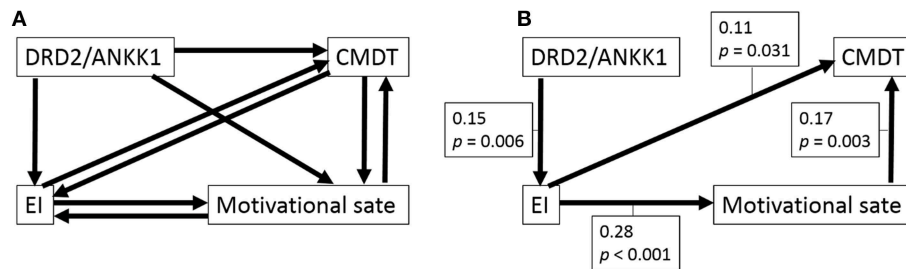 A
DRD2/ANKK1
CMDT
EI
Motivational sate
B
DRD2/ANKK1
0.11
p = 0.031
CMDT
0.15
p = 0.006
0.17
p = 0.003
EI
Motivational sate
0.28
p < 0.001